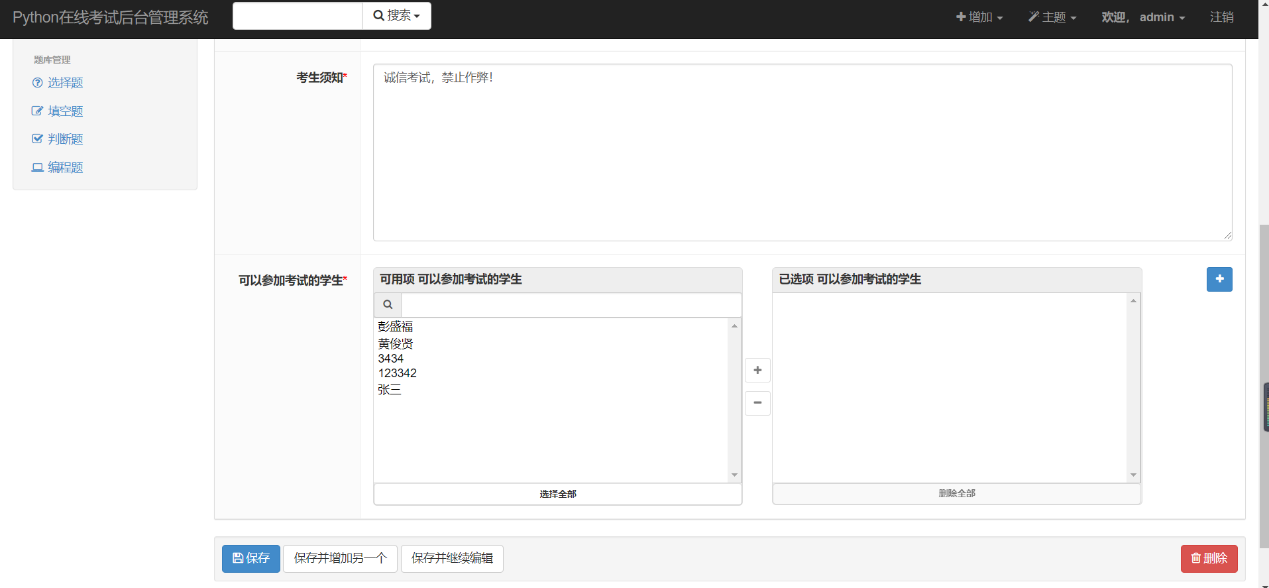 Python在线考试后台管理系统
搜索
增加
主题
欢迎, admin
注销
题库管理
选择题
填空题
判断题
编程题
考生须知*
诚信考试，禁止作弊！
可以参加考试的学生*
可用项 可以参加考试的学生
彭盛福
黄俊贤
3434
123342
张三
选择全部
已选项 可以参加考试的学生
删除全部
保存
保存并增加另一个
保存并继续编辑
删除